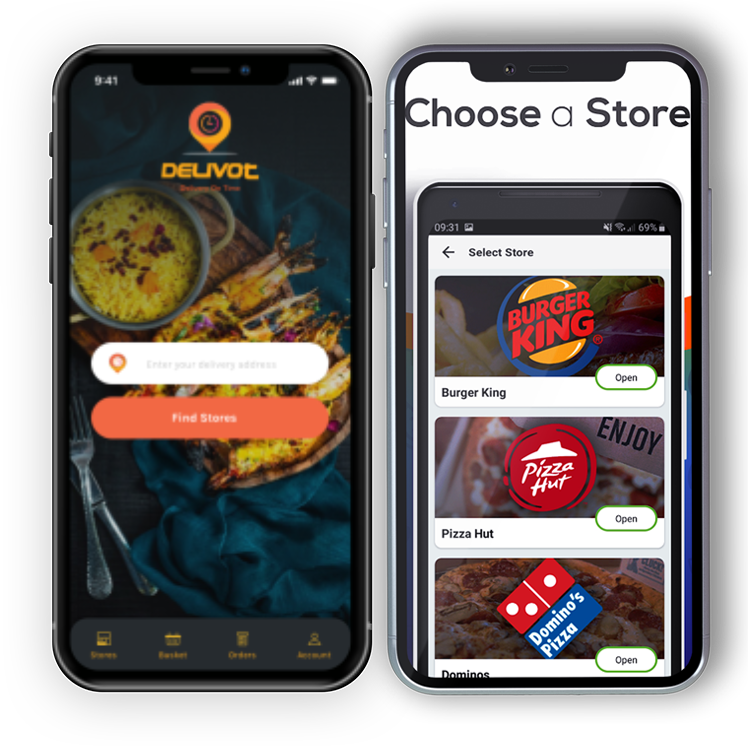 9:41
DELIVOT
Delivery On Time
Enter your delivery address
Find Stores
Stores
Basket
Orders
Account
Choose a Store
09:31
69%
Select Store
BURGER
KING
®
Open
Burger King
ENJOY
Pizza
Hut
Open
Pizza Hut
Domino's
Pizza
Open
Dominos